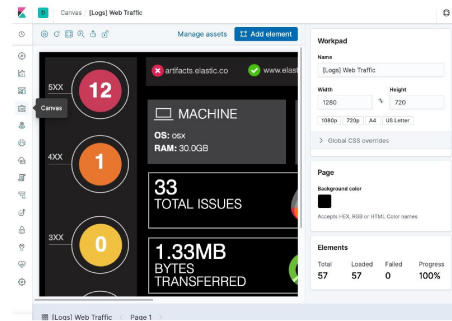 D Canvas [Logs] Web Traffic
Manage assets
Add element
Canvas
5XX
12
4XX
1
3XX
0
artifacts.elastic.co
www.elast
MACHINE
OS: osx
RAM: 30.0GB
33
TOTAL ISSUES
1.33MB
BYTES
TRANSFERRED
Workpad
Name
[Logs] Web Traffic
Width Height
1280 720
1080p 720p A4 US Letter
Global CSS overrides
Page
Background color
Accepts HEX, RGB or HTML Color names
Elements
Total Loaded Failed Progress
57 57 0 100%
[Logs] Web Traffic Page 1